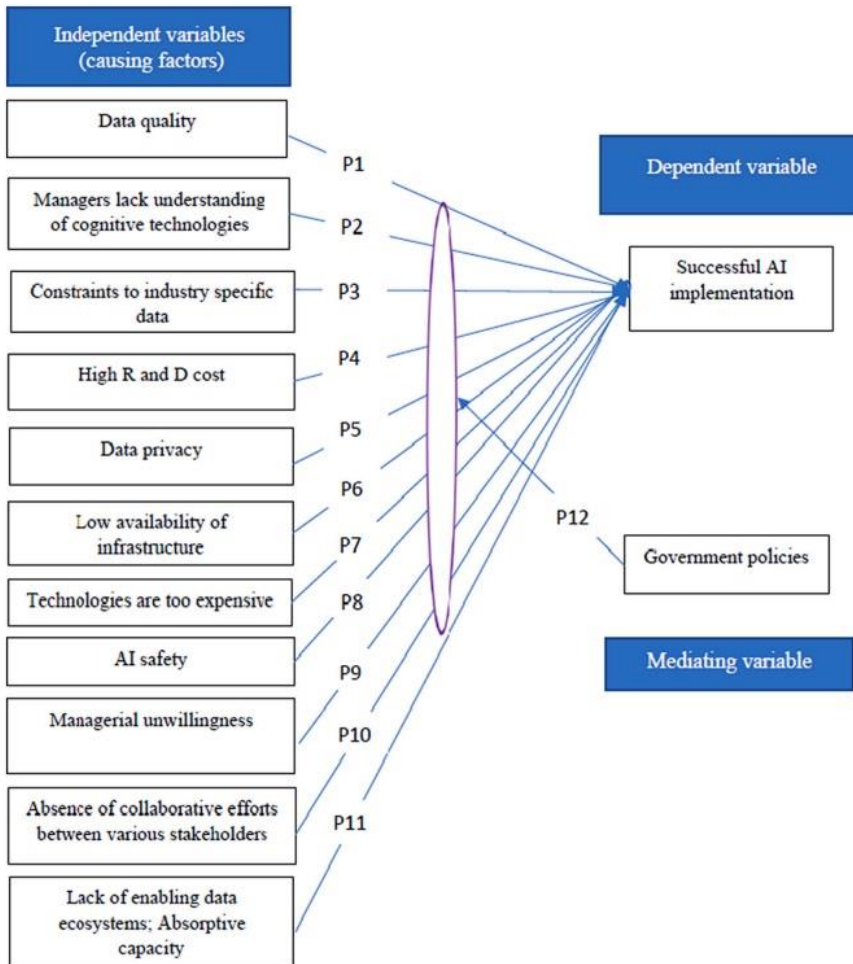 Independent variables
(causing factors)
Data quality
P1
Dependent variable
Managers lack understanding
of cognitive technologies
P2
Successful AI
implementation
Constraints to industry specific
data
P3
High R and D cost
P4
Data privacy
P5
Low availability of
infrastructure
P6
P12
Government policies
Technologies are too expensive
P7
AI safety
P8
Mediating variable
Managerial unwillingness
P9
Absence of collaborative efforts
between various stakeholders
P10
Lack of enabling data
ecosystems; Absorptive
capacity
P11